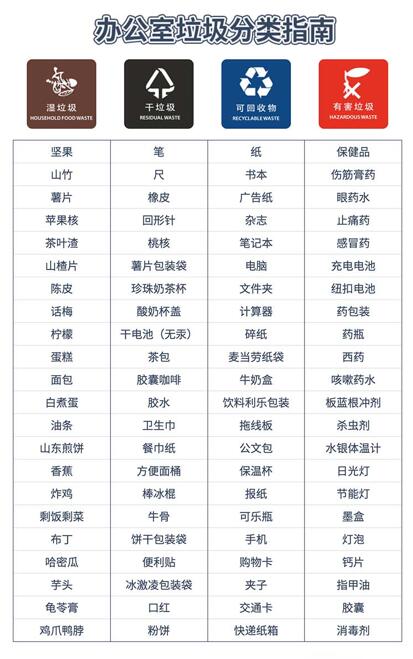 办公室垃圾分类指南
湿垃圾 干垃圾 可回收物 有害垃圾
HOUSEHOLD FOOD WASTE RESIDUAL WASTE RECYCLABLE WASTE HAZARDOUS WASTE
坚果 笔 纸 保健品
山竹 尺 书本 伤筋膏药
薯片 橡皮 广告纸 眼药水
苹果核 回形针 杂志 止痛药
茶叶渣 桃核 笔记本 感冒药
山楂片 薯片包装袋 电脑 充电电池
陈皮 珍珠奶茶杯 文件夹 纽扣电池
话梅 酸奶杯盖 计算器 药包装
柠檬 干电池（无汞） 碎纸 药瓶
蛋糕 茶包 麦当劳纸袋 西药
面包 胶囊咖啡 牛奶盒 咳嗽药水
白煮蛋 胶水 饮料利乐包装 板蓝根冲剂
油条 卫生巾 拖线板 杀虫剂
山东煎饼 餐巾纸 公文包 水银体温计
香蕉 方便面桶 保温杯 日光灯
炸鸡 棒冰棍 报纸 节能灯
剩饭剩菜 牛骨 可乐瓶 墨盒
布丁 饼干包装袋 手机 灯泡
哈密瓜 便利贴 购物卡 钙片
芋头 冰激凌包装袋 夹子 指甲油
龟苓膏 口红 交通卡 胶囊
鸡爪鸭脖 粉饼 快递纸箱 消毒剂